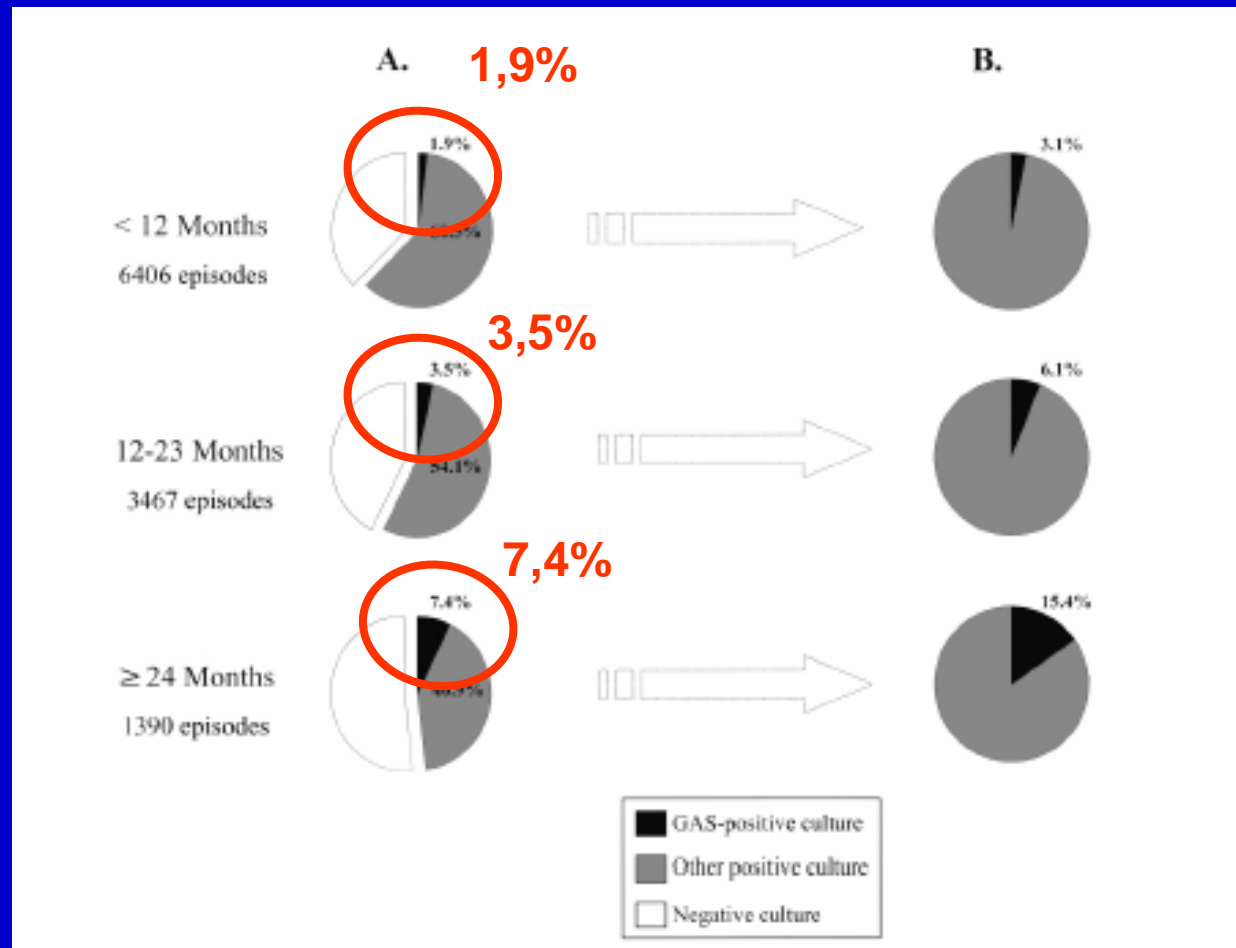 A.
1,9%
B.
1.9%
3.1%
< 12 Months
6406 episodes
3,5%
3.5%
6.1%
12-23 Months
54.1%
3467 episodes
7,4%
7.4%
15.4%
≥ 24 Months
1390 episodes
GAS-positive culture
Other positive culture
Negative culture